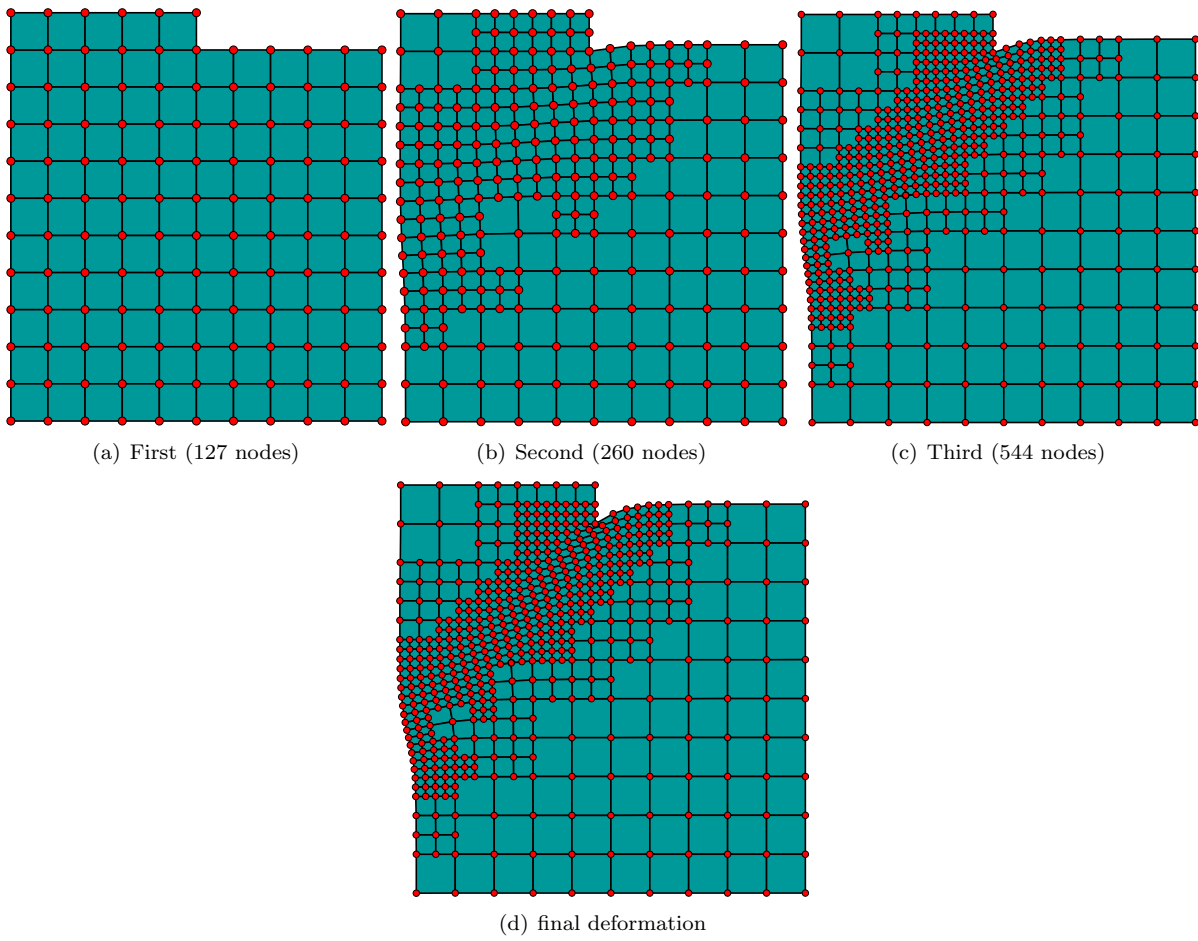 (a) First (127 nodes)
(b) Second (260 nodes)
(c) Third (544 nodes)
(d) final deformation